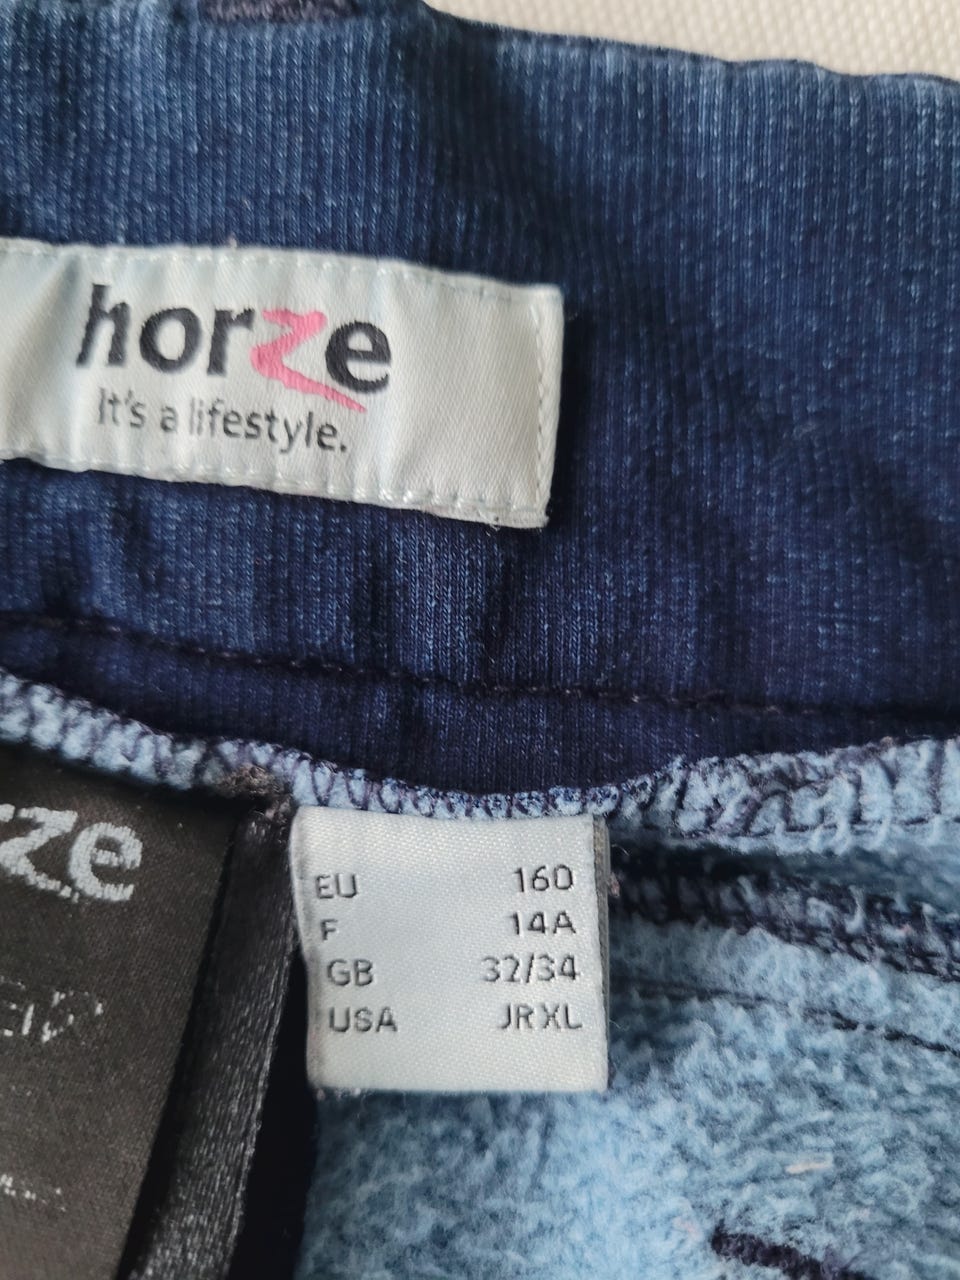 horze
It's a lifestyle.
rze
EU 160
F 14A
GB 32/34
USA JR XL